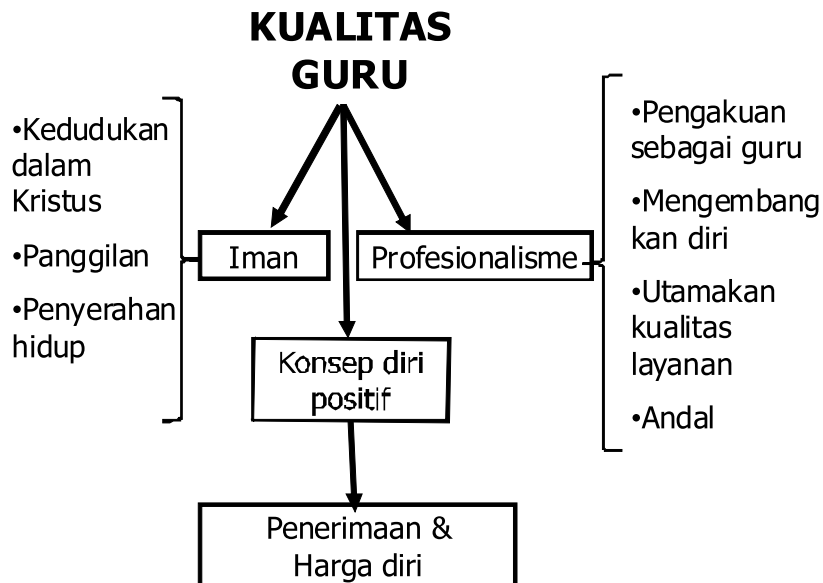 KUALITAS
GURU
•Kedudukan
dalam
Kristus
•Panggilan
•Penyerahan
hidup
Iman
Profesionalisme
•Pengakuan
sebagai guru
•Mengembang
kan diri
•Utamakan
kualitas
layanan
•Andal
Konsep diri
positif
Penerimaan &
Harga diri